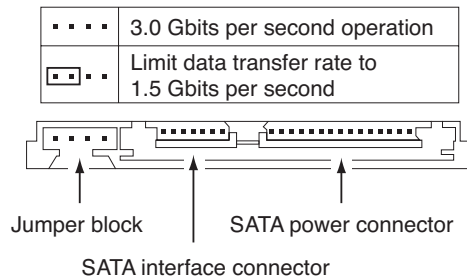 3.0 Gbits per second operation
Limit data transfer rate to
1.5 Gbits per second
Jumper block
SATA power connector
SATA interface connector